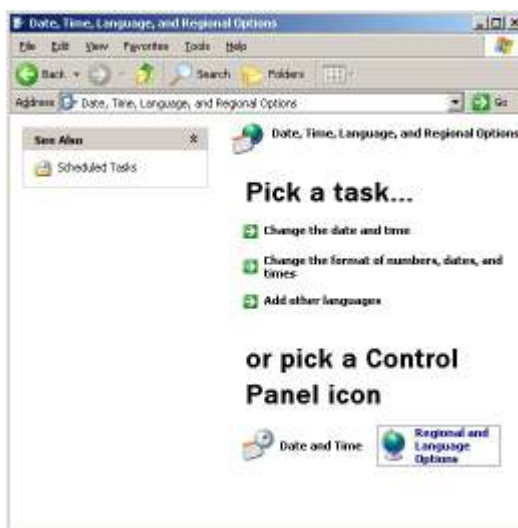 Date, Time, Language, and Regional Options
File Edit View Favorites Tools Help
Back Search Folders
Address Date, Time, Language, and Regional Options Go
See Also
Scheduled Tasks
Date, Time, Language, and Regional Options
Pick a task...
Change the date and time
Change the format of numbers, dates, and
times
Add other languages
or pick a Control
Panel icon
Date and Time
Regional and
Language
Options